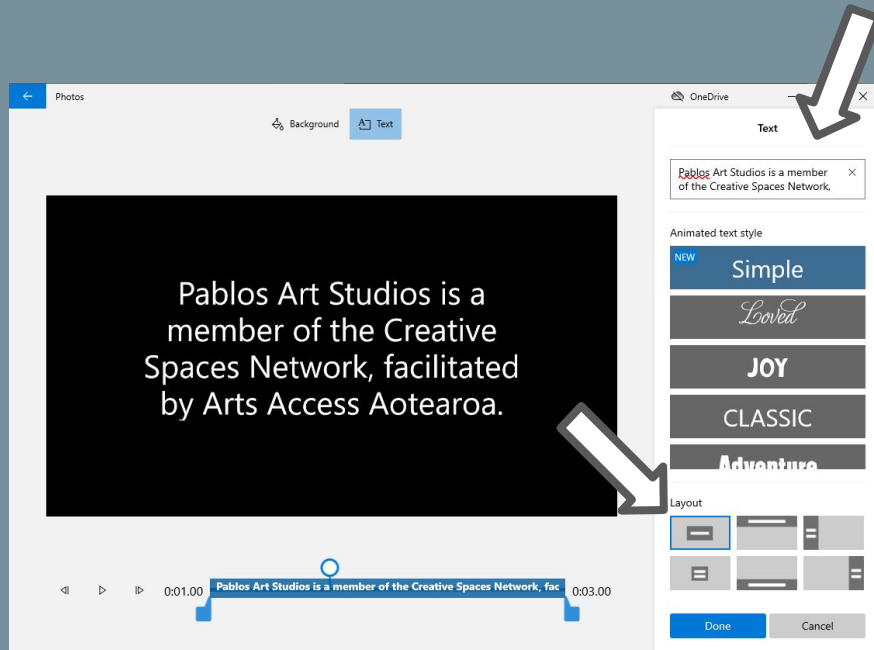 Photos
OneDrive
Background
Text
Text
Pablos Art Studios is a member
of the Creative Spaces Network,
Animated text style
NEW
Simple
Loved
JOY
CLASSIC
Adventure
Pablos Art Studios is a
member of the Creative
Spaces Network, facilitated
by Arts Access Aotearoa.
Layout
0:01.00
Pablos Art Studios is a member of the Creative Spaces Network, fac
0:03.00
Done
Cancel